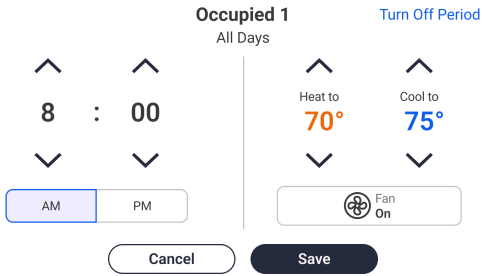 Occupied 1
Turn Off Period
All Days
8 : 00
AM
PM
Heat to
70°
Cool to
75°
Fan
On
Cancel
Save